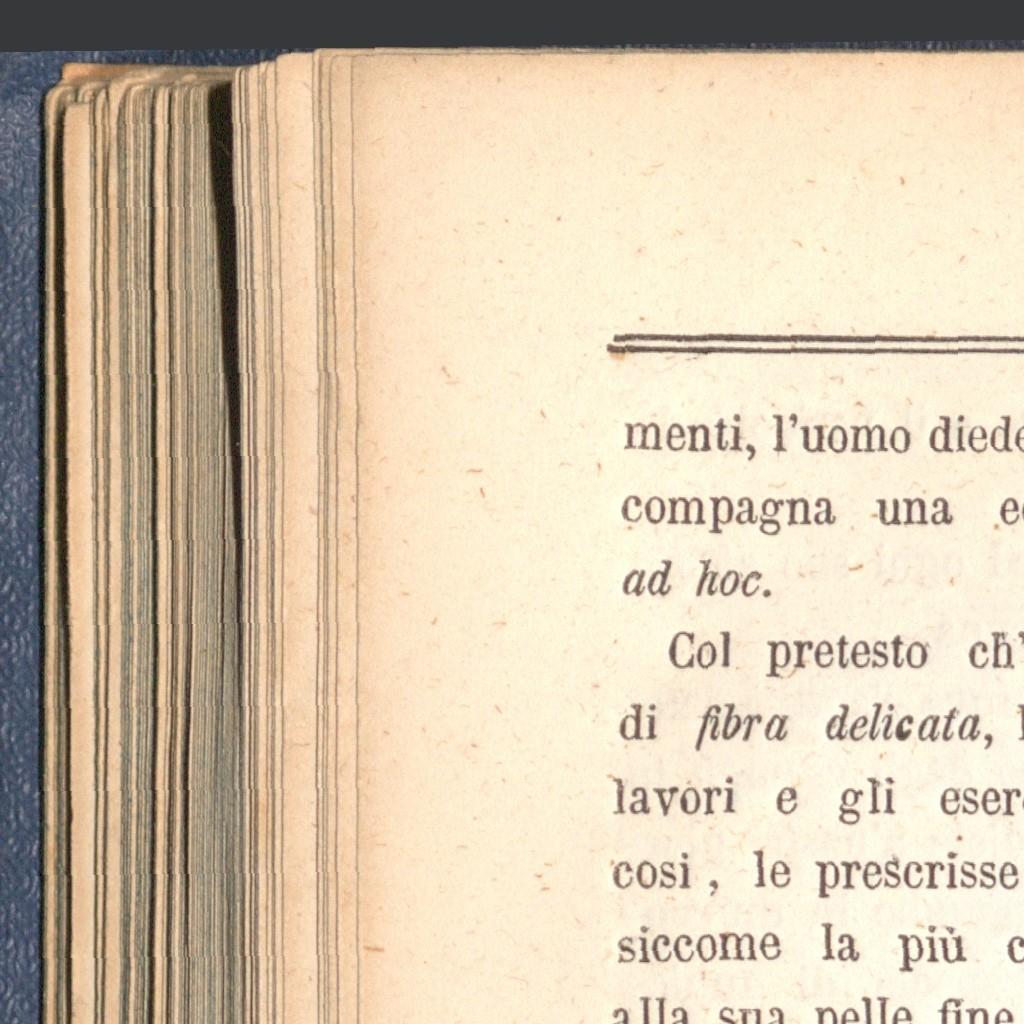 menti, l'uomo diede
compagna una
ad hoc.
Col pretesto ch'
di fibra delicata,
lavori e gli
cosi, le prescrisse
siccome la più
alla sua pelle fine